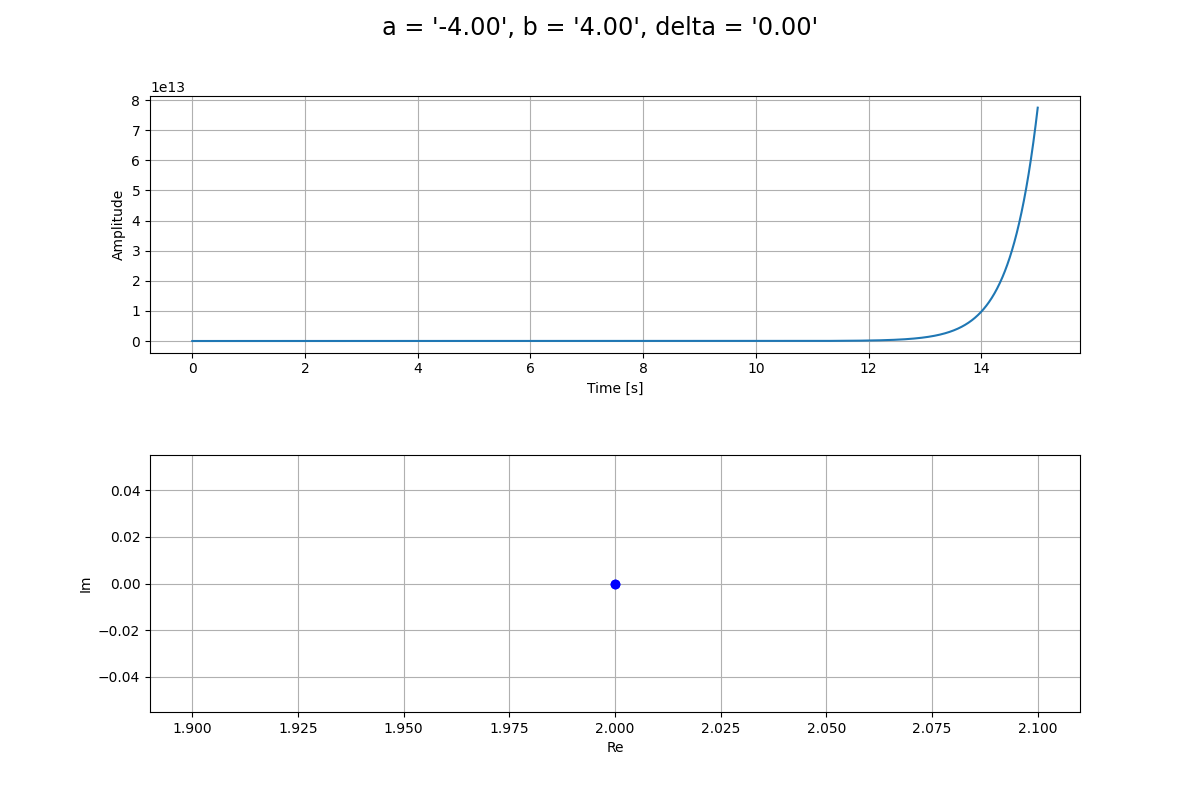 a = '-4.00', b = '4.00', delta = '0.00'
1e13
8
7
6
5
4
3
2
1
0
Amplitude
0 2 4 6 8 10 12 14
Time [s]
0.04
0.02
0.00
−0.02
−0.04
Im
1.900 1.925 1.950 1.975 2.000 2.025 2.050 2.075 2.100
Re